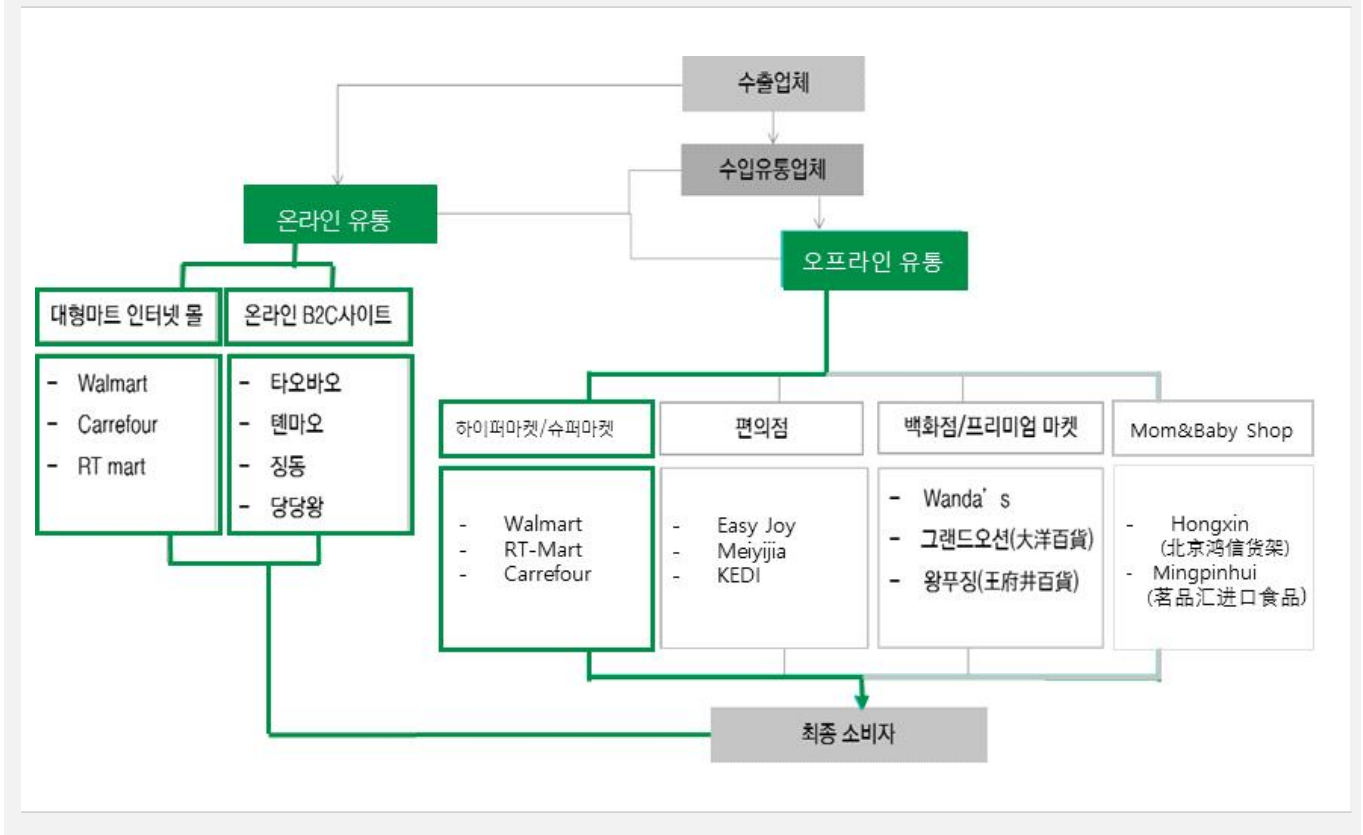 수출업체
수입유통업체
온라인 유통
오프라인 유통
대형마트 인터넷 몰
온라인 B2C사이트
- Walmart
- Carrefour
- RT mart
- 타오바오
- 톈마오
- 징동
- 당당왕
하이퍼마켓/슈퍼마켓
편의점
백화점/프리미엄 마켓
Mom&Baby Shop
- Walmart
- RT-Mart
- Carrefour
- Easy Joy
- Meiyijia
- KEDI
- Wanda’s
- 그랜드오션(大洋百貨)
- 왕푸징(王府井百貨)
- Hongxin
(北京鸿信货架)
- Mingpinhui
(茗品汇进口食品)
최종 소비자